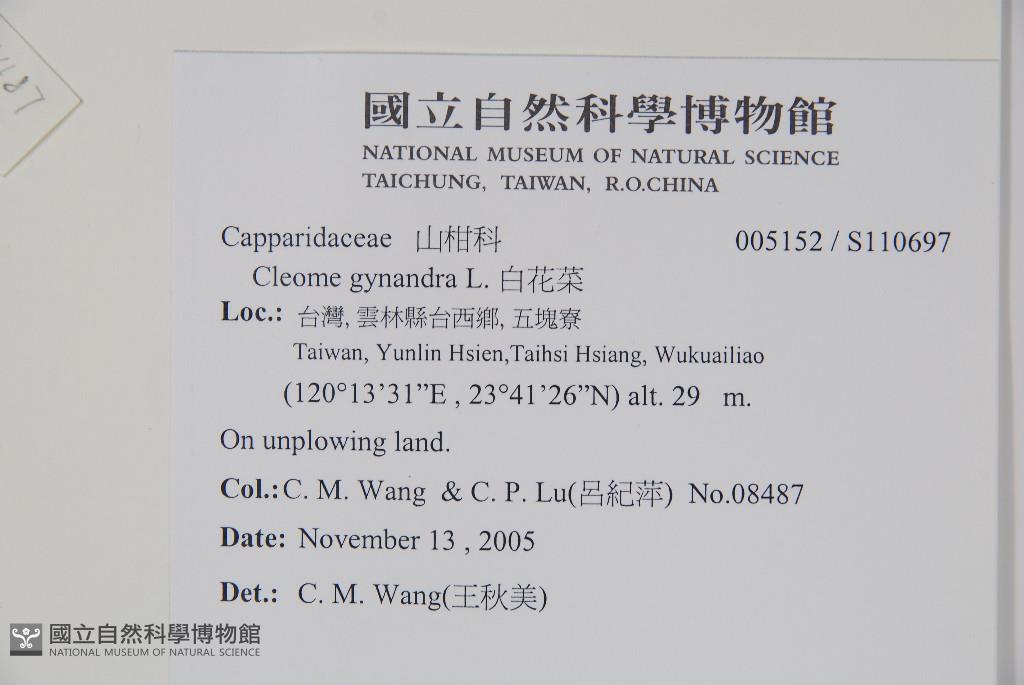 國立自然科學博物館
NATIONAL MUSEUM OF NATURAL SCIENCE
TAICHUNG, TAIWAN, R.O.CHINA
Capparidaceae 山柑科 005152 / S110697
Cleome gynandra L. 白花菜
Loc.: 台灣, 雲林縣台西鄉, 五塊寮
Taiwan, Yunlin Hsien,Taihsi Hsiang, Wukuailiao
(120°13’31”E , 23°41’26”N) alt. 29 m.
On unplowing land.
Col.: C. M. Wang & C. P. Lu(呂紀萍) No.08487
Date: November 13 , 2005
Det.: C. M. Wang(王秋美)
國立自然科學博物館
NATIONAL MUSEUM OF NATURAL SCIENCE